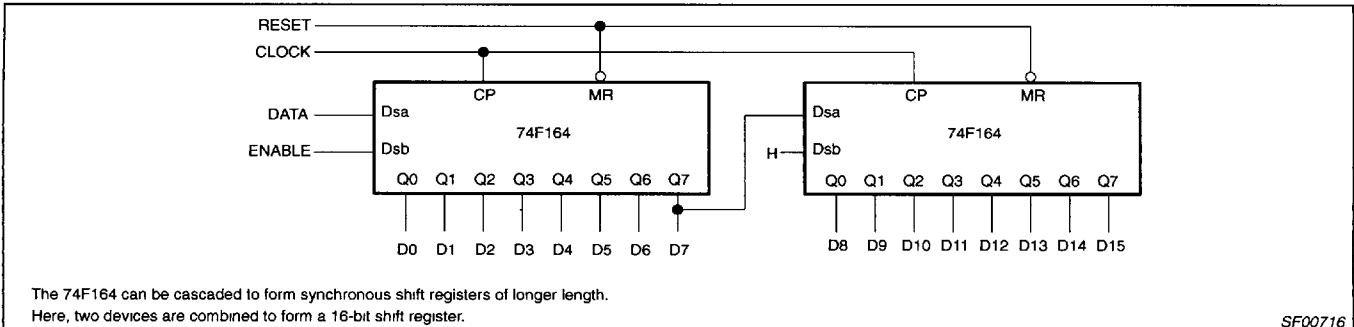 RESET
CLOCK
CP MR CP MR
DATA Dsa Dsa
74F164 74F164
ENABLE Dsb H Dsb
Q0 Q1 Q2 Q3 Q4 Q5 Q6 Q7 Q0 Q1 Q2 Q3 Q4 Q5 Q6 Q7
D0 D1 D2 D3 D4 D5 D6 D7 D8 D9 D10 D11 D12 D13 D14 D15
The 74F164 can be cascaded to form synchronous shift registers of longer length.
Here, two devices are combined to form a 16-bit shift register.
SF00716